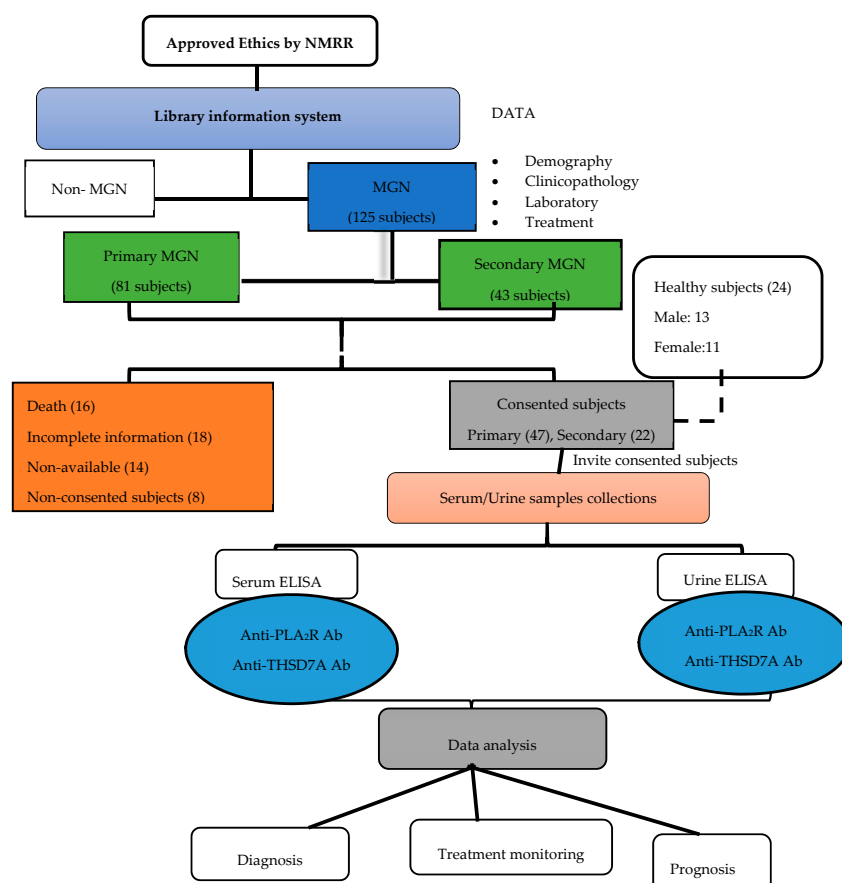 Approved Ethics by NMRR
Library information system
DATA
• Demography
• Clinicopathology
• Laboratory
• Treatment
Non- MGN
MGN
(125 subjects)
Primary MGN
(81 subjects)
Secondary MGN
(43 subjects)
Healthy subjects (24)
Male: 13
Female:11
Death (16)
Incomplete information (18)
Non-available (14)
Non-consented subjects (8)
Consented subjects
Primary (47), Secondary (22)
Invite consented subjects
Serum/Urine samples collections
Serum ELISA
Anti-PLA₂R Ab
Anti-THSD7A Ab
Urine ELISA
Anti-PLA₂R Ab
Anti-THSD7A Ab
Data analysis
Diagnosis
Treatment monitoring
Prognosis